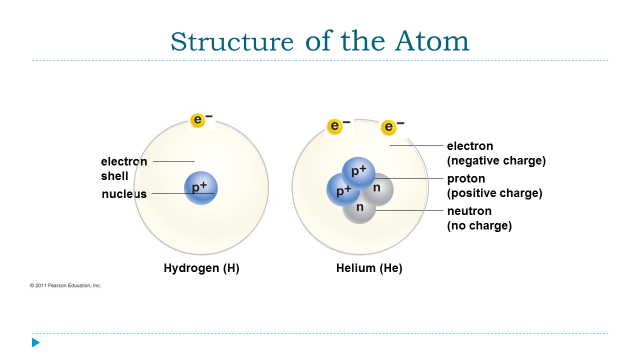 Structure of the Atom
e⁻
e⁻
e⁻
electron
shell
nucleus
p⁺
p⁺
p⁺
n
n
electron
(negative charge)
proton
(positive charge)
neutron
(no charge)
Hydrogen (H)
Helium (He)
© 2011 Pearson Education, Inc.